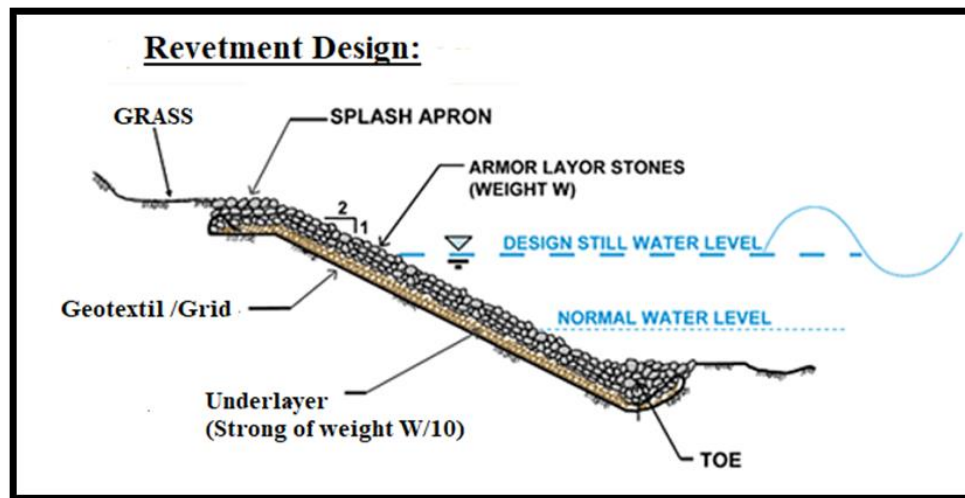 Revetment Design:
GRASS
SPLASH APRON
ARMOR LAYOR STONES
(WEIGHT W)
2
1
DESIGN STILL WATER LEVEL
Geotextil /Grid
NORMAL WATER LEVEL
Underlayer
(Strong of weight W/10)
TOE